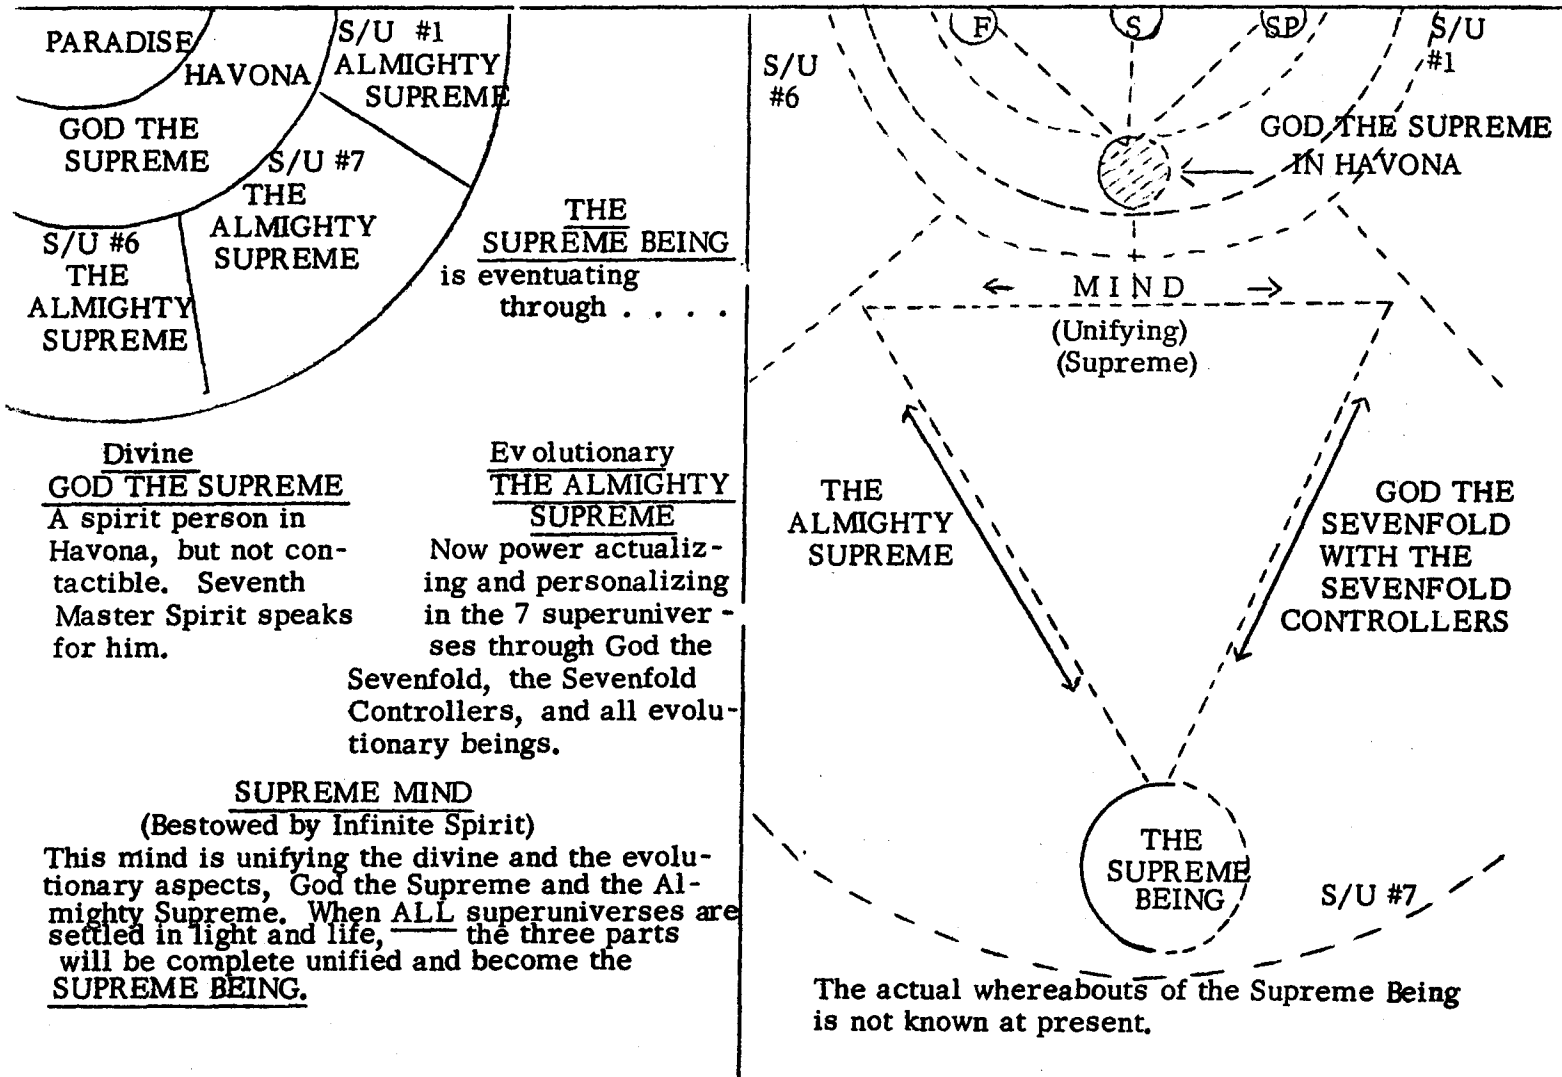 PARADISE
HAVONA
S/U #1
ALMIGHTY
SUPREME
GOD THE
SUPREME
S/U #7
THE
ALMIGHTY
SUPREME
S/U #6
THE
ALMIGHTY
SUPREME
THE
SUPREME BEING
is eventuating
through . . . .
Divine
GOD THE SUPREME
A spirit person in
Havona, but not con-
tactible. Seventh
Master Spirit speaks
for him.
Evolutionary
THE ALMIGHTY
SUPREME
Now power actualiz-
ing and personalizing
in the 7 superuniver -
ses through God the
Sevenfold, the Sevenfold
Controllers, and all evolu-
tionary beings.
SUPREME MIND
(Bestowed by Infinite Spirit)
This mind is unifying the divine and the evolu-
tionary aspects, God the Supreme and the Al-
mighty Supreme. When ALL superuniverses are
settled in light and life, — the three parts
will be complete unified and become the
SUPREME BEING.
F
S
SP
S/U
#6
S/U
#1
GOD THE SUPREME
IN HAVONA
MIND
(Unifying)
(Supreme)
THE
ALMIGHTY
SUPREME
GOD THE
SEVENFOLD
WITH THE
SEVENFOLD
CONTROLLERS
THE
SUPREME
BEING
S/U #7
The actual whereabouts of the Supreme Being
is not known at present.